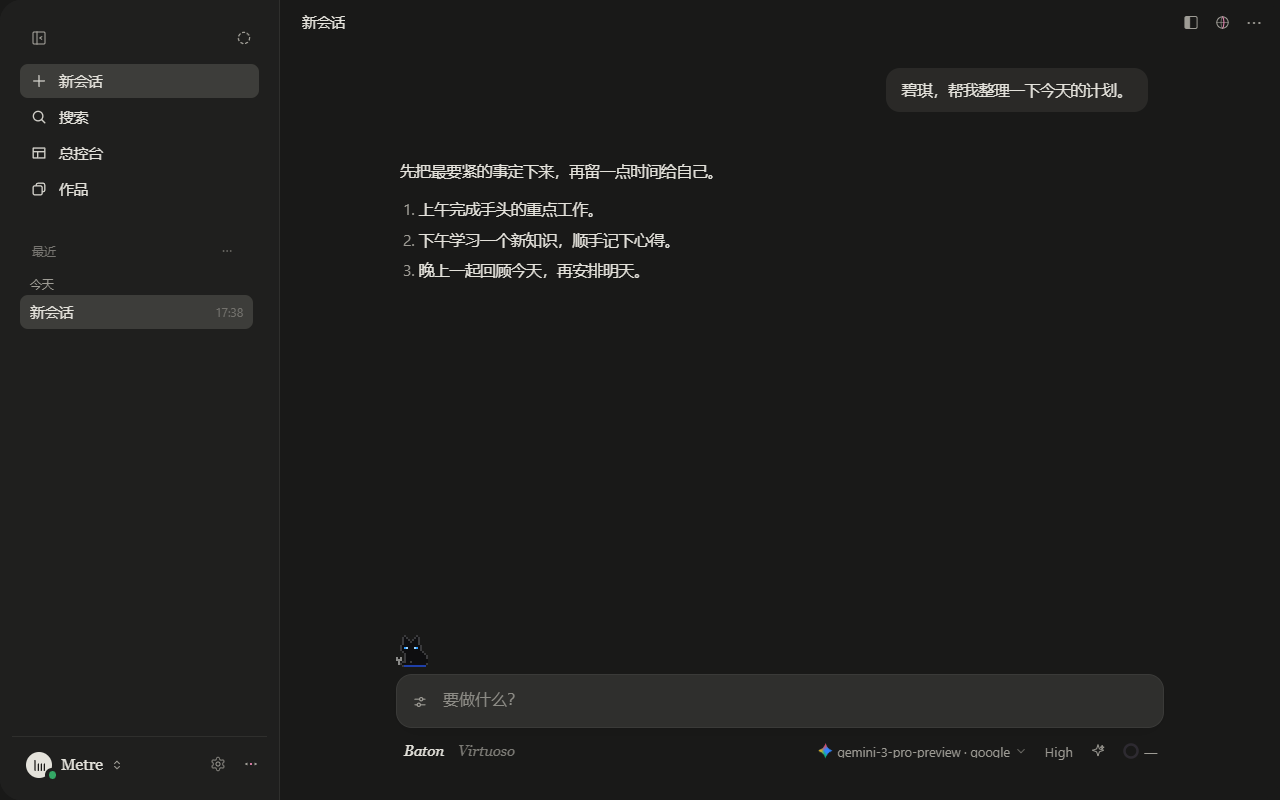 新会话
搜索
总控台
作品
最近
今天
新会话 17:38
Metre
新会话
碧琪，帮我整理一下今天的计划。
先把最要紧的事定下来，再留一点时间给自己。
1. 上午完成手头的重点工作。
2. 下午学习一个新知识，顺手记下心得。
3. 晚上一起回顾今天，再安排明天。
要做什么？
Baton Virtuoso
gemini-3-pro-preview · google High —